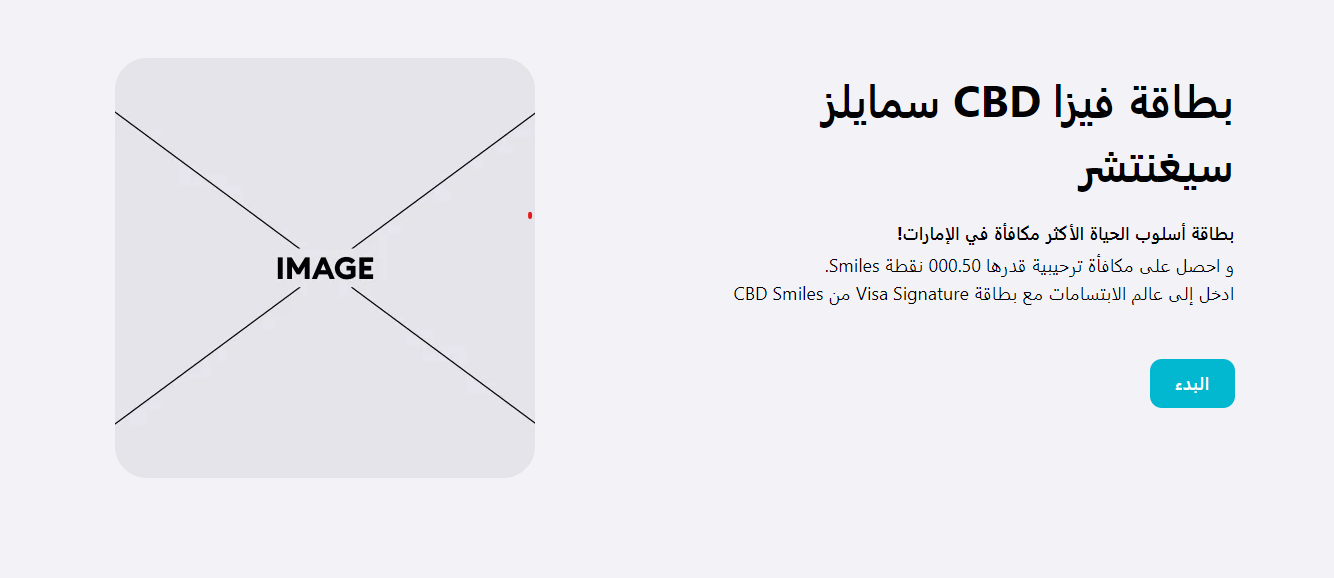 بطاقة فيزا CBD سمايلز
سيغنتشر
بطاقة أسلوب الحياة الأكثر مكافأة في الإمارات!
و احصل على مكافأة ترحيبية قدرها 000.50 نقطة Smiles.
ادخل إلى عالم الابتسامات مع بطاقة Visa Signature من CBD Smiles
البدء
IMAGE